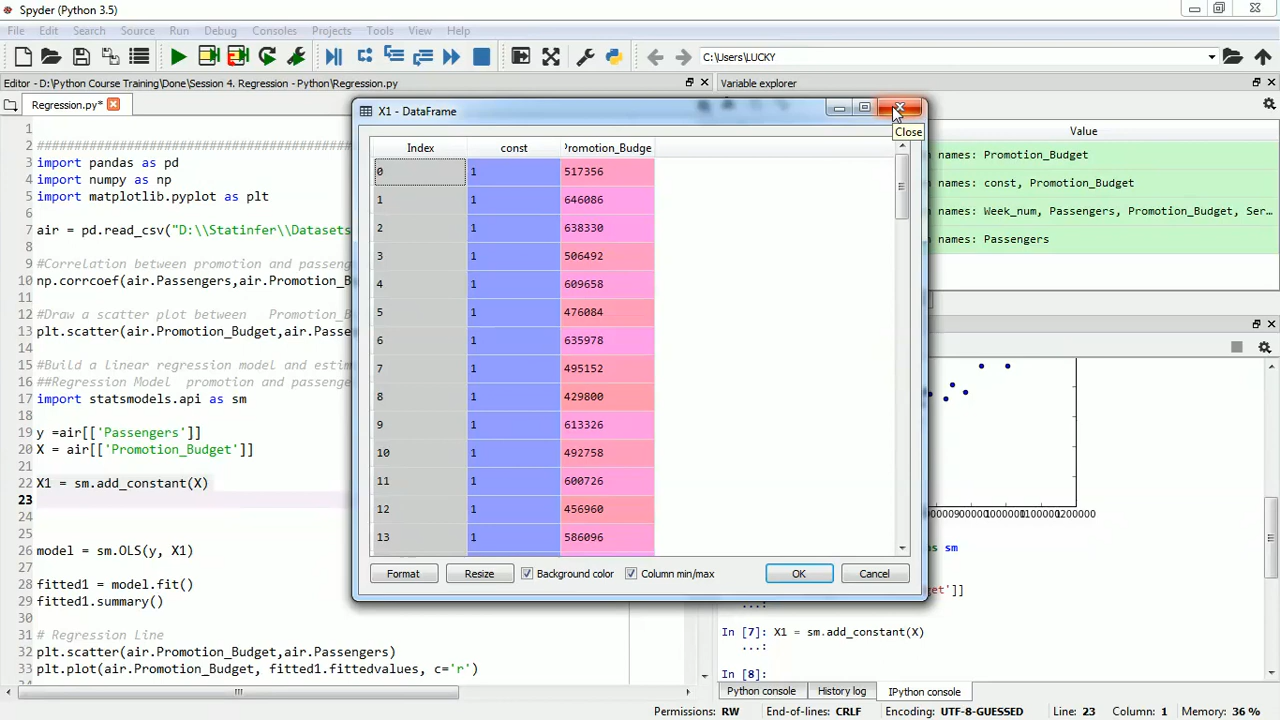 Spyder (Python 3.5)
File Edit Search Source Run Debug Consoles Projects Tools View Help
C:\Users\LUCKY
Editor - D:\Python Course Training\Done\Session 4. Regression - Python\Regression.py*
Variable explorer
Regression.py*
1
2 ########################################
3 import pandas as pd
4 import numpy as np
5 import matplotlib.pyplot as plt
6
7 air = pd.read_csv("D:\\Statinfer\\Datasets
8
9 #Correlation between promotion and passeng
10 np.corrcoef(air.Passengers,air.Promotion_B
11
12 #Draw a scatter plot between Promotion_Bud
13 plt.scatter(air.Promotion_Budget,air.Passe
14
15 #Build a linear regression model and estim
16 ##Regression Model promotion and passenge
17 import statsmodels.api as sm
18
19 y =air[['Passengers']]
20 X = air[['Promotion_Budget']]
21
22 X1 = sm.add_constant(X)
23
24
25
26 model = sm.OLS(y, X1)
27
28 fitted1 = model.fit()
29 fitted1.summary()
30
31 # Regression Line
32 plt.scatter(air.Promotion_Budget,air.Passengers)
33 plt.plot(air.Promotion_Budget, fitted1.fittedvalues, c='r')
X1 - DataFrame
Close
Index const Promotion_Budge
0 1 517356
1 1 646086
2 1 638330
3 1 506492
4 1 609658
5 1 476084
6 1 635978
7 1 495152
8 1 429800
9 1 613326
10 1 492758
11 1 600726
12 1 456960
13 1 586096
Format Resize Background color Column min/max OK Cancel
Value
names: Promotion_Budget
names: const, Promotion_Budget
names: Week_num, Passengers, Promotion_Budget, Ser...
names: Passengers
900000 1000000 1100000 1200000
as sm
get']]
...:
In [7]: X1 = sm.add_constant(X)
...:
In [8]:
Python console History log IPython console
Permissions: RW End-of-lines: CRLF Encoding: UTF-8-GUESSED Line: 23 Column: 1 Memory: 36 %